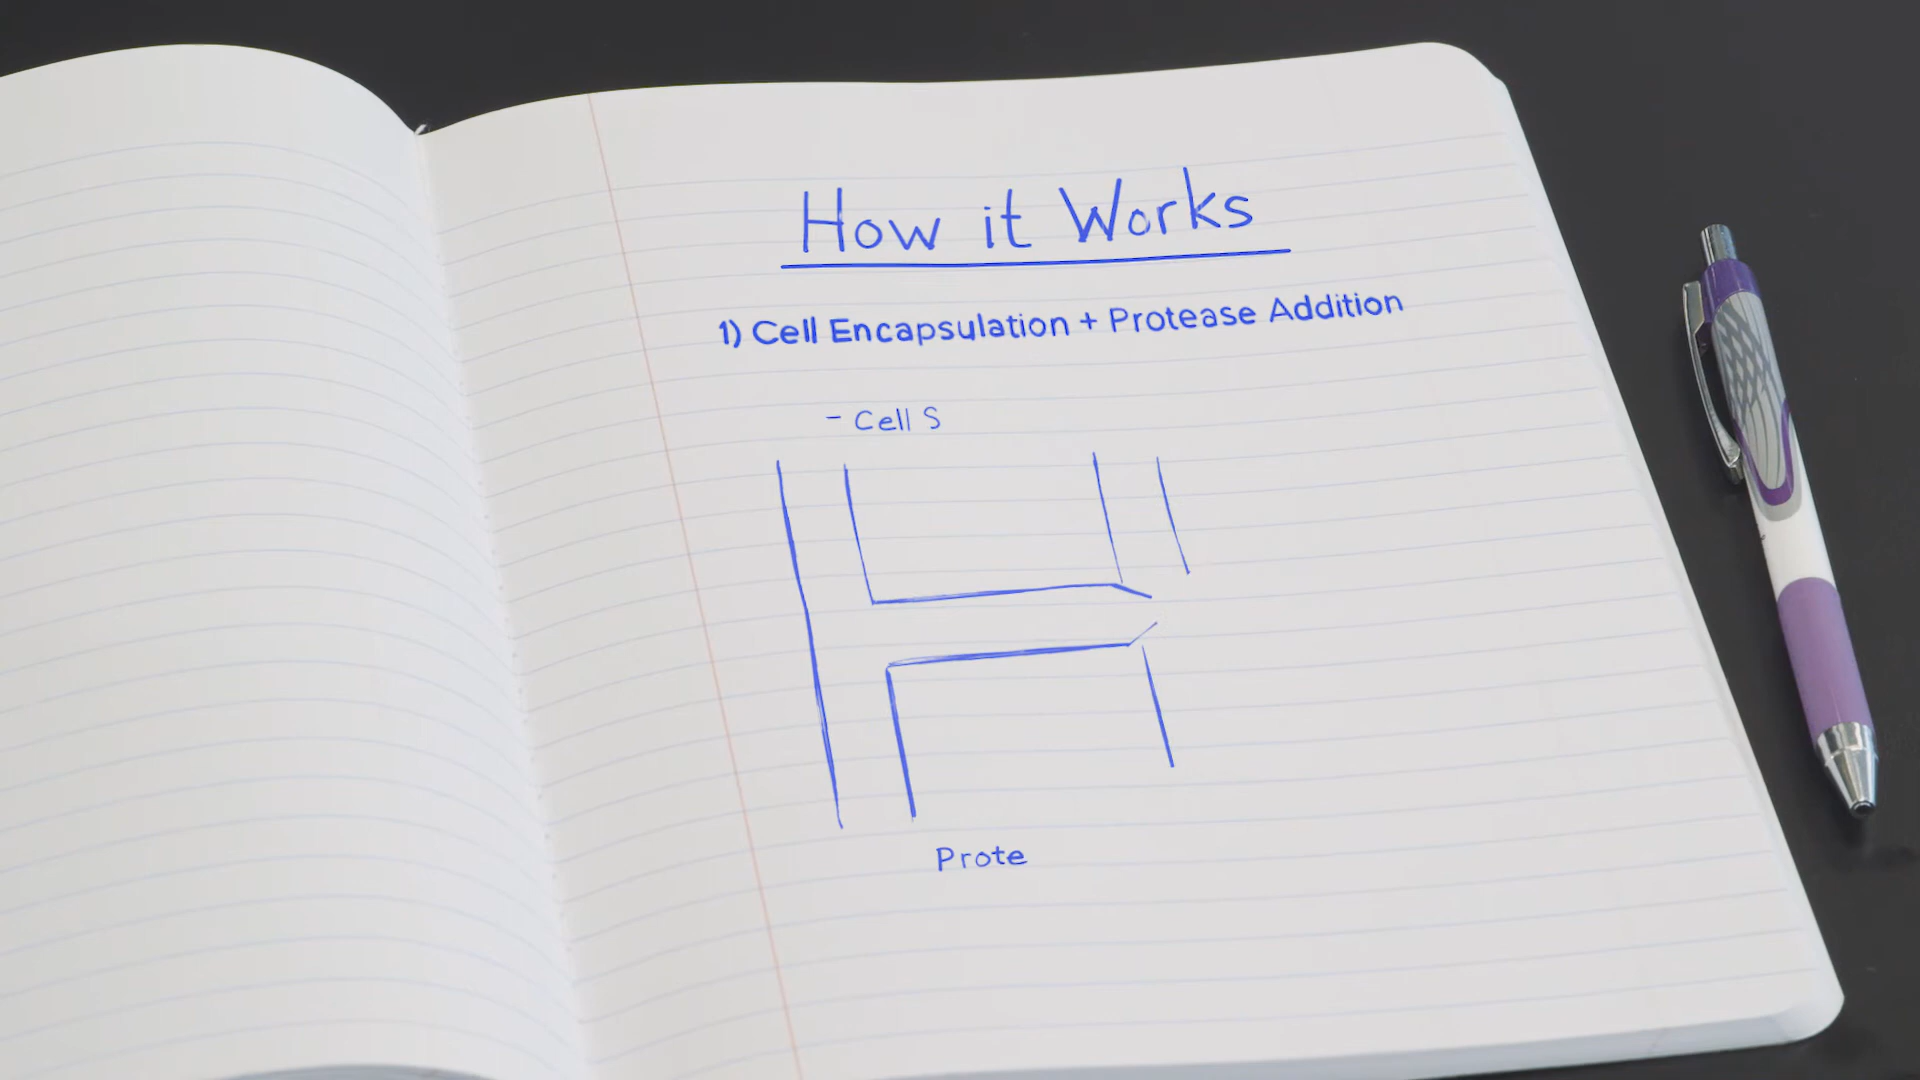 How it Works
1) Cell Encapsulation + Protease Addition
- Cell S
Prote